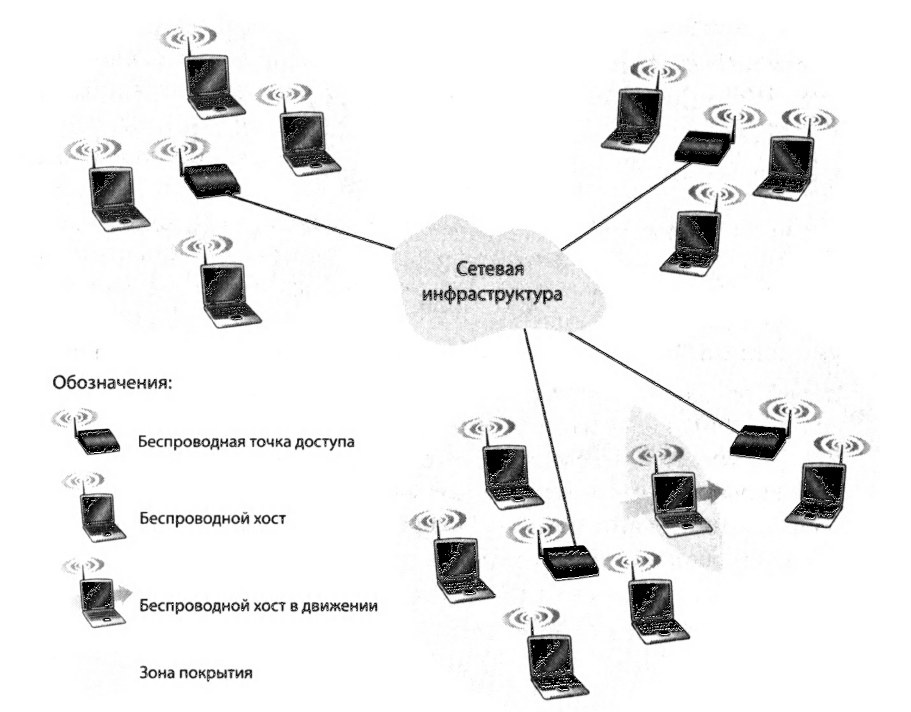 Сетевая
инфраструктура
Обозначения:
Беспроводная точка доступа
Беспроводной хост
Беспроводной хост в движении
Зона покрытия